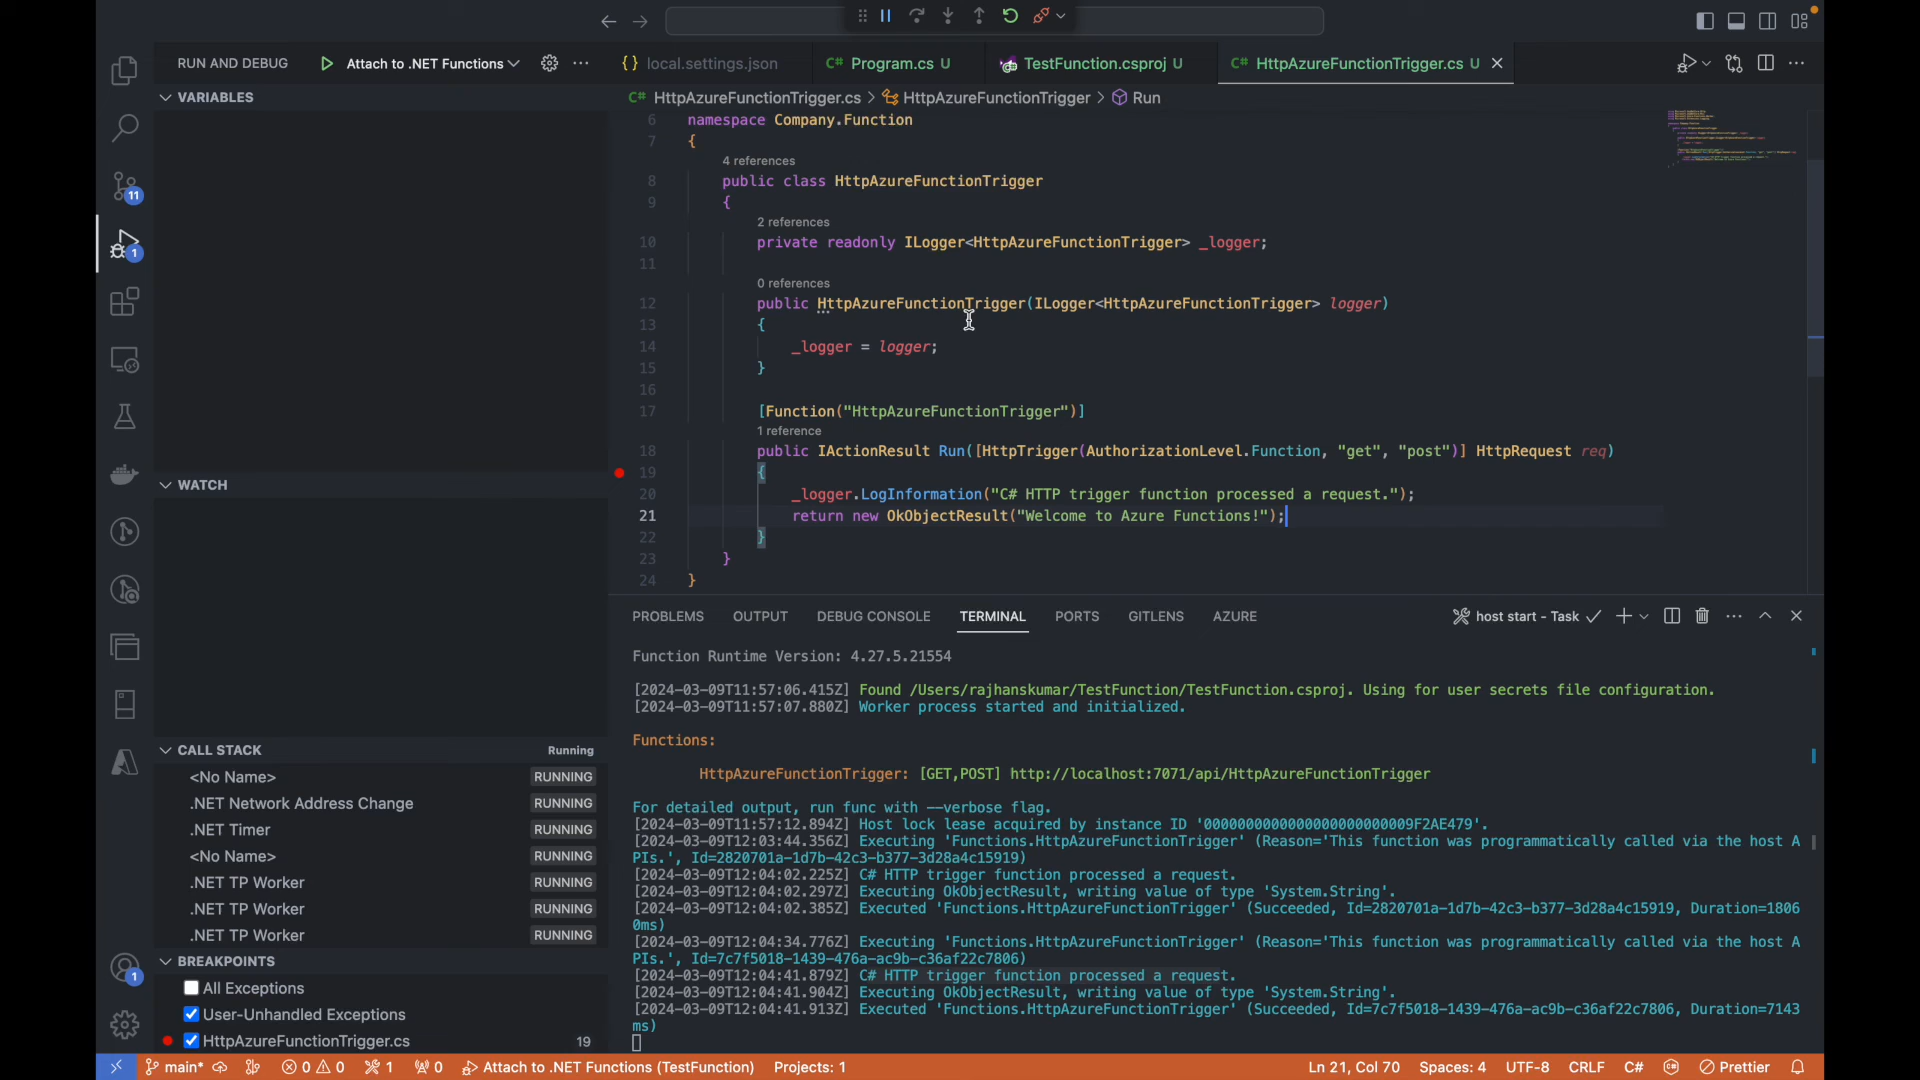 RUN AND DEBUG
Attach to .NET Functions
local.settings.json
C# Program.cs U
TestFunction.csproj U
C# HttpAzureFunctionTrigger.cs U
VARIABLES
C# HttpAzureFunctionTrigger.cs > HttpAzureFunctionTrigger > Run
6 namespace Company.Function
7 {
4 references
8 public class HttpAzureFunctionTrigger
9 {
2 references
10 private readonly ILogger<HttpAzureFunctionTrigger> _logger;
11
0 references
12 public HttpAzureFunctionTrigger(ILogger<HttpAzureFunctionTrigger> logger)
13 {
14 _logger = logger;
15 }
16
17 [Function("HttpAzureFunctionTrigger")]
1 reference
18 public IActionResult Run([HttpTrigger(AuthorizationLevel.Function, "get", "post")] HttpRequest req)
19 {
20 _logger.LogInformation("C# HTTP trigger function processed a request.");
21 return new OkObjectResult("Welcome to Azure Functions!");
22 }
23 }
24 }
11
1
WATCH
CALL STACK Running
<No Name> RUNNING
.NET Network Address Change RUNNING
.NET Timer RUNNING
<No Name> RUNNING
.NET TP Worker RUNNING
.NET TP Worker RUNNING
.NET TP Worker RUNNING
BREAKPOINTS
All Exceptions
User-Unhandled Exceptions
HttpAzureFunctionTrigger.cs 19
1
PROBLEMS OUTPUT DEBUG CONSOLE TERMINAL PORTS GITLENS AZURE
host start - Task
Function Runtime Version: 4.27.5.21554
[2024-03-09T11:57:06.415Z] Found /Users/rajhanskumar/TestFunction/TestFunction.csproj. Using for user secrets file configuration.
[2024-03-09T11:57:07.880Z] Worker process started and initialized.
Functions:
HttpAzureFunctionTrigger: [GET,POST] http://localhost:7071/api/HttpAzureFunctionTrigger
For detailed output, run func with --verbose flag.
[2024-03-09T11:57:12.894Z] Host lock lease acquired by instance ID '0000000000000000000000009F2AE479'.
[2024-03-09T12:03:44.356Z] Executing 'Functions.HttpAzureFunctionTrigger' (Reason='This function was programmatically called via the host A
PIs.', Id=2820701a-1d7b-42c3-b377-3d28a4c15919)
[2024-03-09T12:04:02.225Z] C# HTTP trigger function processed a request.
[2024-03-09T12:04:02.297Z] Executing OkObjectResult, writing value of type 'System.String'.
[2024-03-09T12:04:02.385Z] Executed 'Functions.HttpAzureFunctionTrigger' (Succeeded, Id=2820701a-1d7b-42c3-b377-3d28a4c15919, Duration=1806
0ms)
[2024-03-09T12:04:34.776Z] Executing 'Functions.HttpAzureFunctionTrigger' (Reason='This function was programmatically called via the host A
PIs.', Id=7c7f5018-1439-476a-ac9b-c36af22c7806)
[2024-03-09T12:04:41.879Z] C# HTTP trigger function processed a request.
[2024-03-09T12:04:41.904Z] Executing OkObjectResult, writing value of type 'System.String'.
[2024-03-09T12:04:41.913Z] Executed 'Functions.HttpAzureFunctionTrigger' (Succeeded, Id=7c7f5018-1439-476a-ac9b-c36af22c7806, Duration=7143
ms)
main* 0 0 1 0 Attach to .NET Functions (TestFunction) Projects: 1 Ln 21, Col 70 Spaces: 4 UTF-8 CRLF C# Prettier